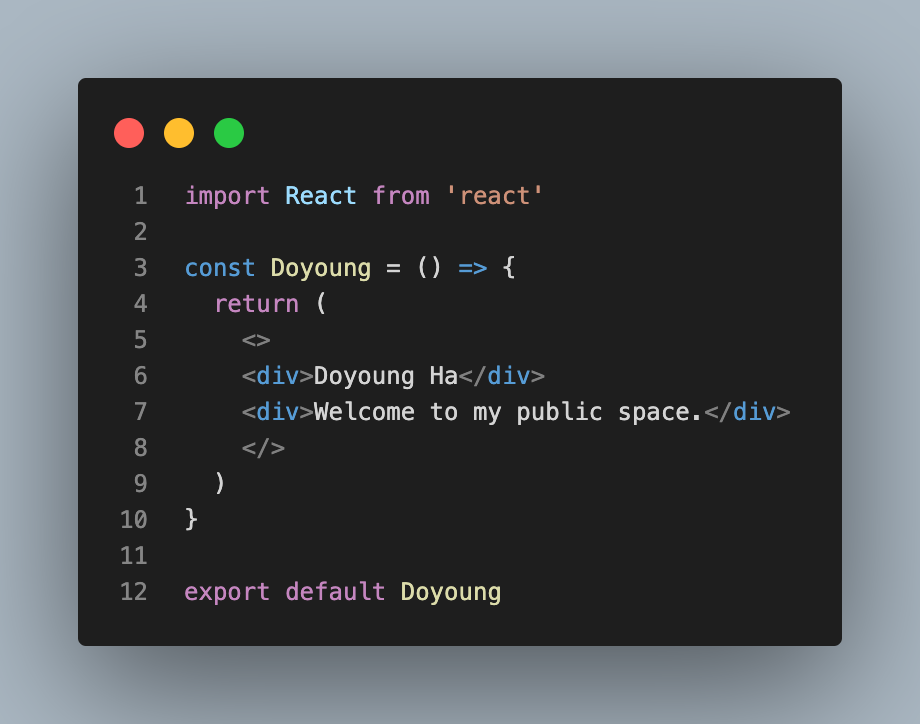 1 import React from 'react'
2
3 const Doyoung = () => {
4   return (
5     <>
6     <div>Doyoung Ha</div>
7     <div>Welcome to my public space.</div>
8     </>
9   )
10 }
11
12 export default Doyoung